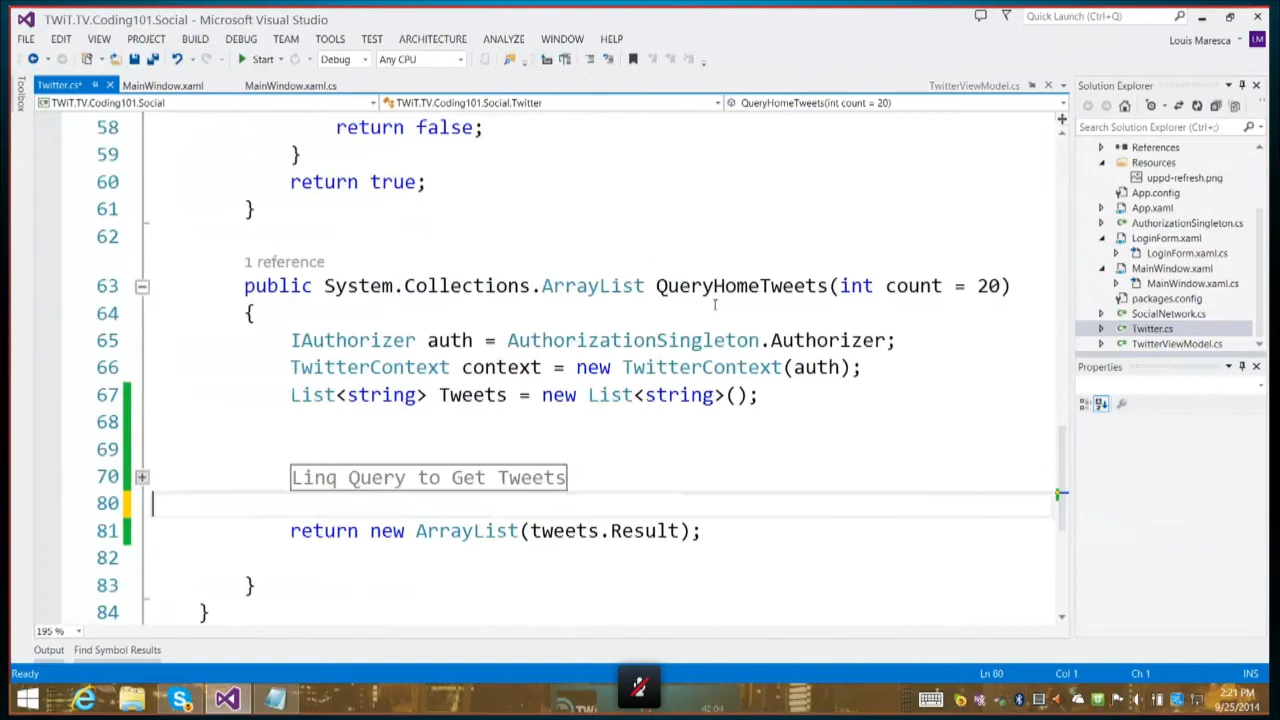 TWiT.TV.Coding101.Social - Microsoft Visual Studio
Quick Launch (Ctrl+;)
FILE EDIT VIEW PROJECT BUILD DEBUG TEAM TOOLS TEST ARCHITECTURE ANALYZE WINDOW HELP
Louis Maresca LM
Start Debug Any CPU
Toolbox
Twitter.cs* MainWindow.xaml MainWindow.xaml.cs TwitterViewModel.cs
TWiT.TV.Coding101.Social TWiT.TV.Coding101.Social.Twitter QueryHomeTweets(int count = 20)
58 return false;
59 }
60 return true;
61 }
62
1 reference
63 public System.Collections.ArrayList QueryHomeTweets(int count = 20)
64 {
65 IAuthorizer auth = AuthorizationSingleton.Authorizer;
66 TwitterContext context = new TwitterContext(auth);
67 List<string> Tweets = new List<string>();
68
69
70 Linq Query to Get Tweets
80
81 return new ArrayList(tweets.Result);
82
83 }
84 }
195 %
Output Find Symbol Results
Solution Explorer
Search Solution Explorer (Ctrl+;)
References
Resources
uppd-refresh.png
App.config
App.xaml
AuthorizationSingleton.cs
LoginForm.xaml
LoginForm.xaml.cs
MainWindow.xaml
MainWindow.xaml.cs
packages.config
SocialNetwork.cs
Twitter.cs
TwitterViewModel.cs
Properties
Ready Ln 80 Col 1 Ch 1 INS
42:04
2:21 PM
9/25/2014